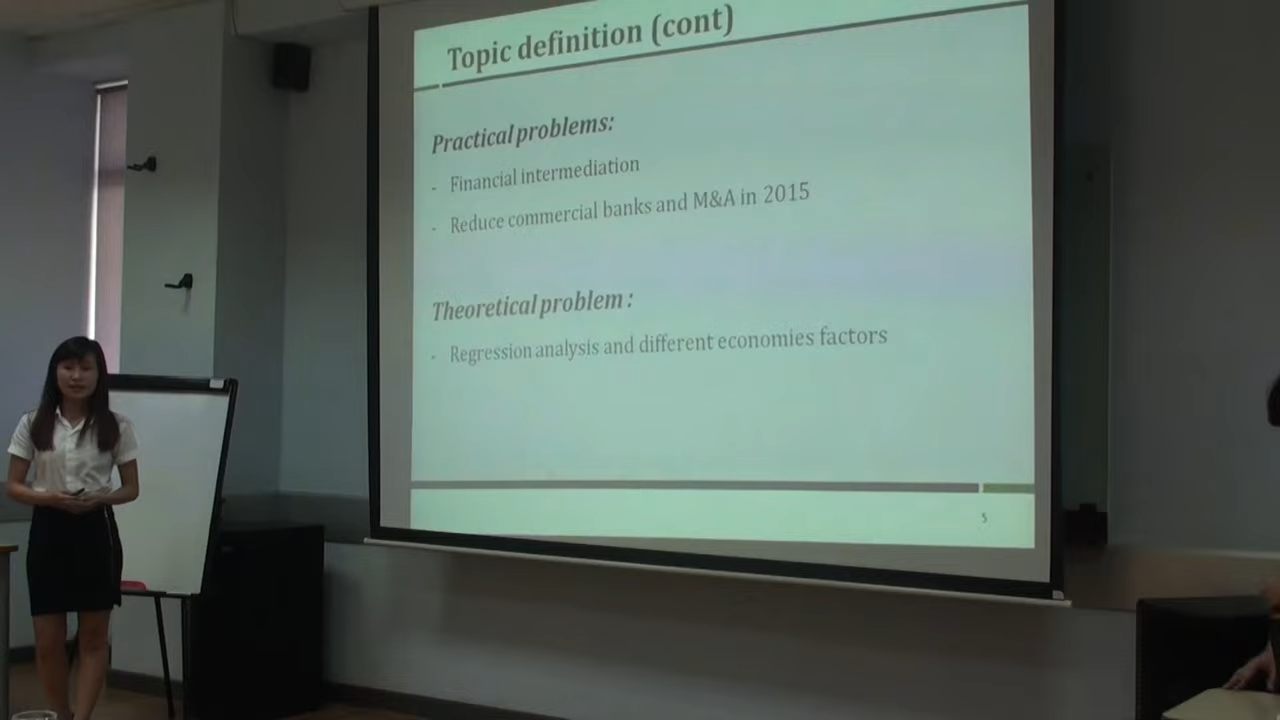 Topic definition (cont)
Practical problems:
- Financial intermediation
- Reduce commercial banks and M&A in 2015
Theoretical problem :
- Regression analysis and different economies factors
5